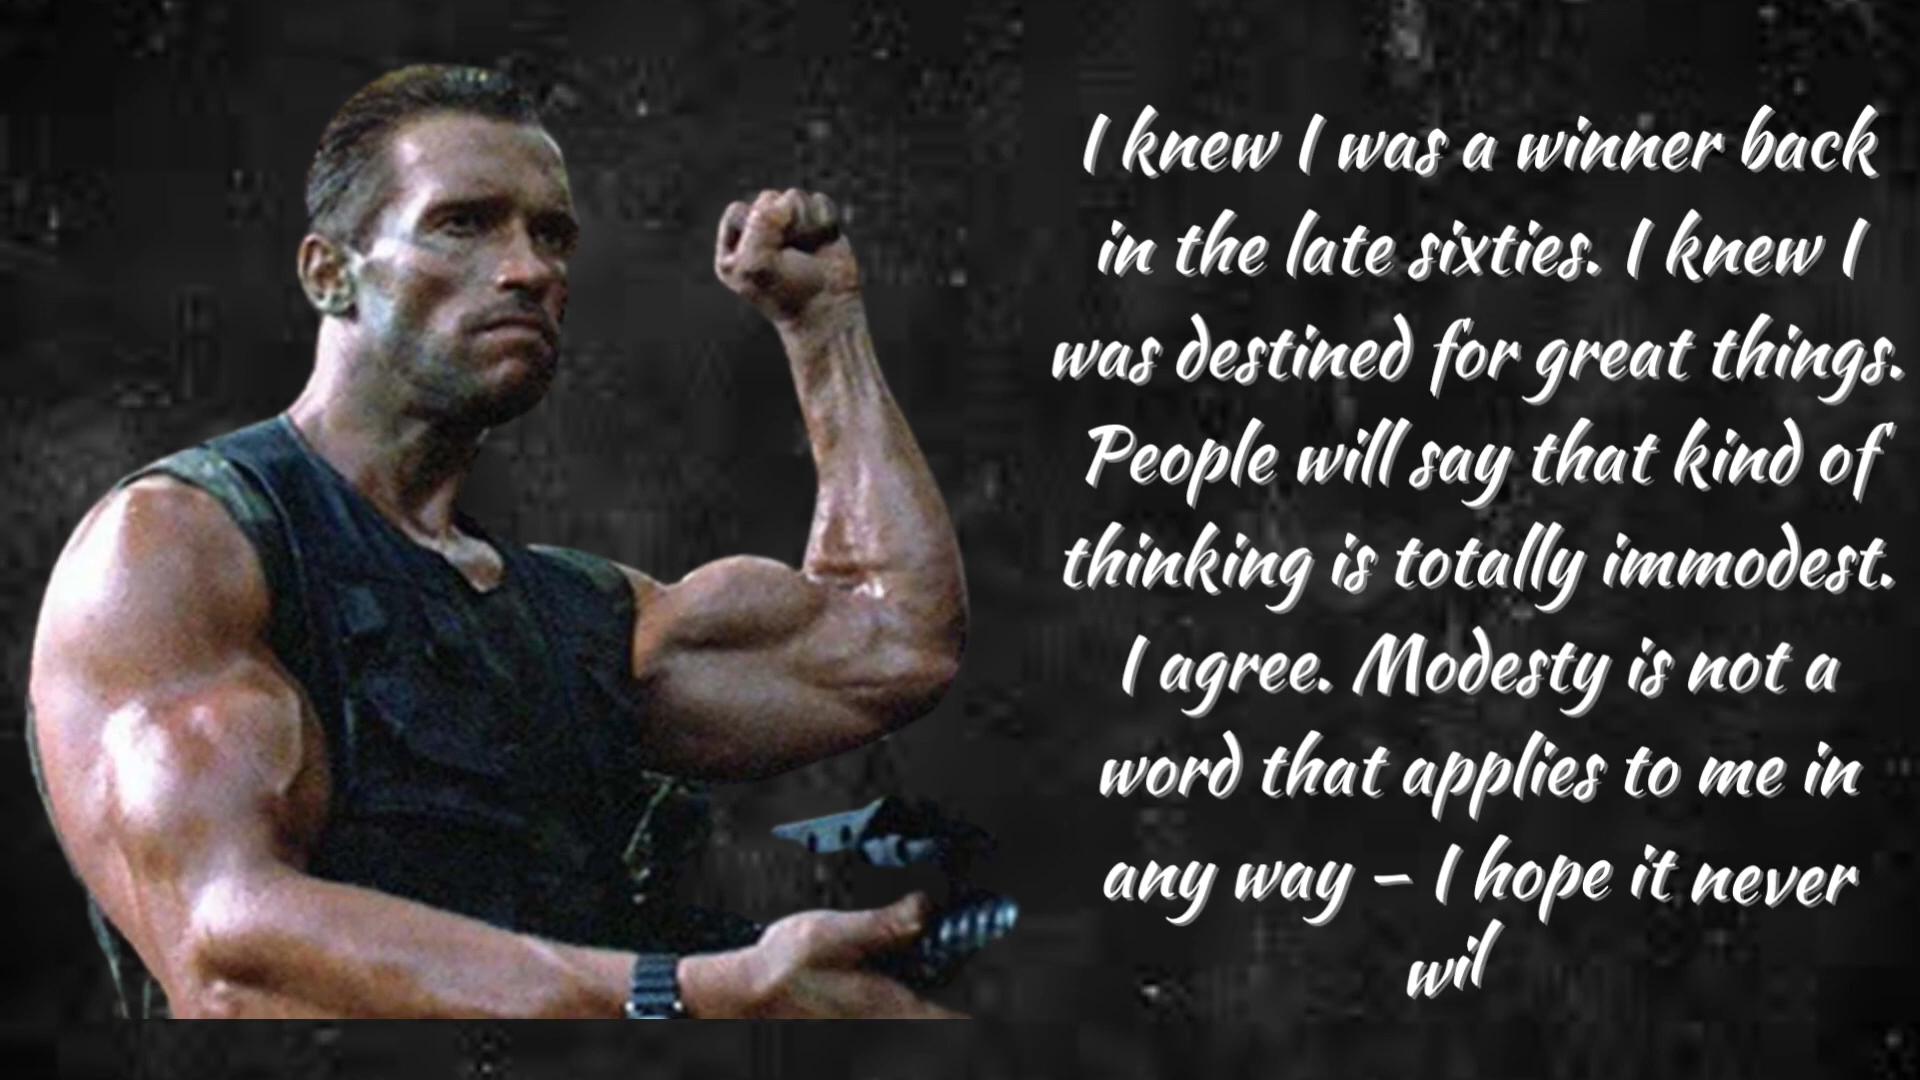 I knew I was a winner back
in the late sixties. I knew I
was destined for great things.
People will say that kind of
thinking is totally immodest.
I agree. Modesty is not a
word that applies to me in
any way – I hope it never
wil